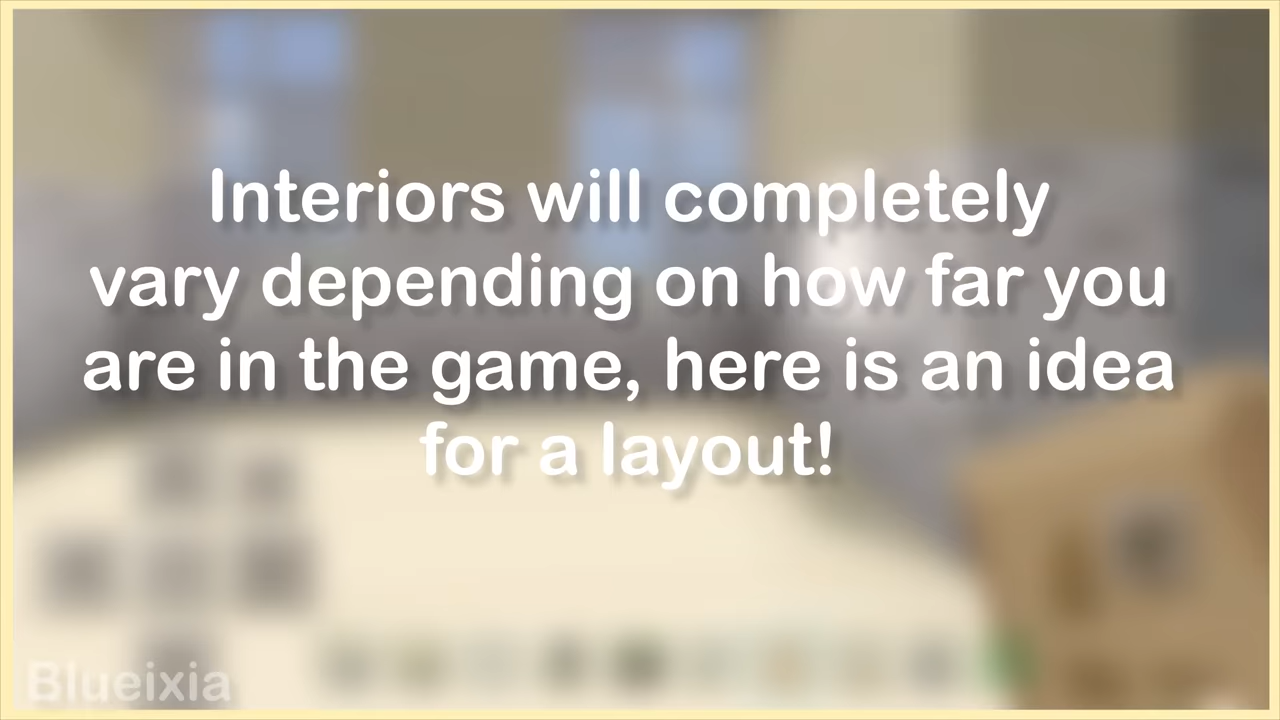 Interiors will completely
vary depending on how far you
are in the game, here is an idea
for a layout!
Blueixia